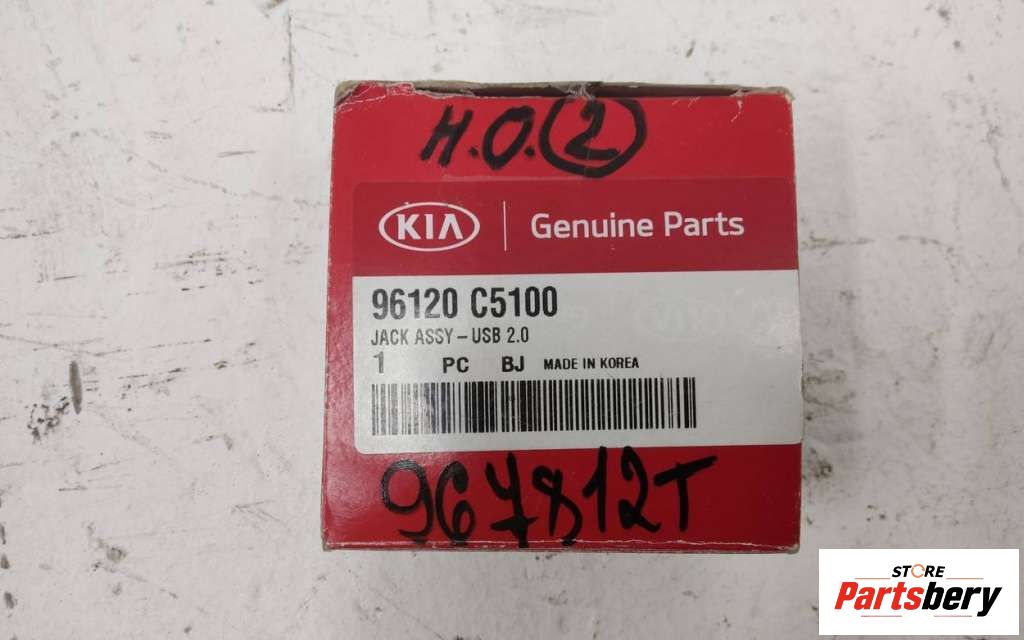 H.O. 2
KIA Genuine Parts
96120 C5100
JACK ASSY - USB 2.0
1 PC BJ MADE IN KOREA
967812T
STORE
Partsbery